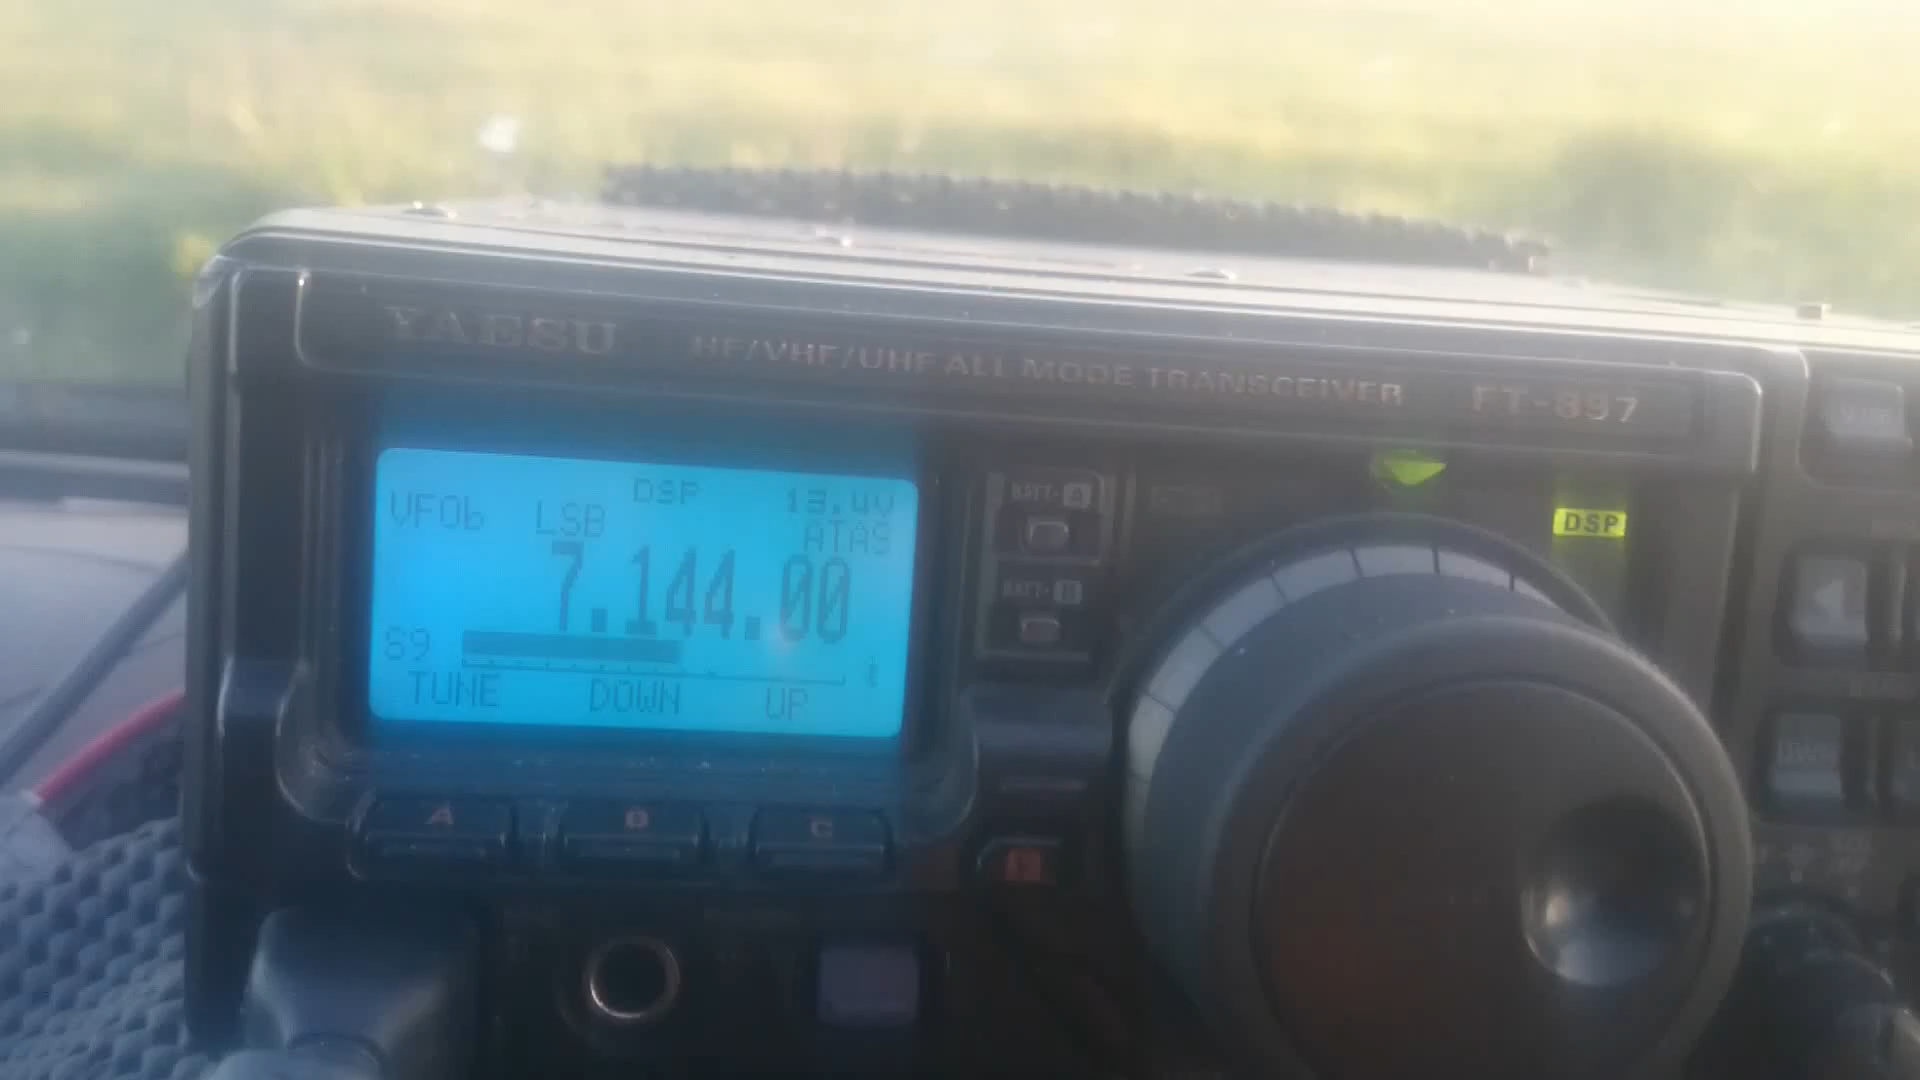 YAESU HF/VHF/UHF ALL MODE TRANSCEIVER FT-897
DSP 13.4V
VFOb LSB ATAS
7.144.00
S9
TUNE DOWN UP
BATT-A
BATT-B
DSP
A B C